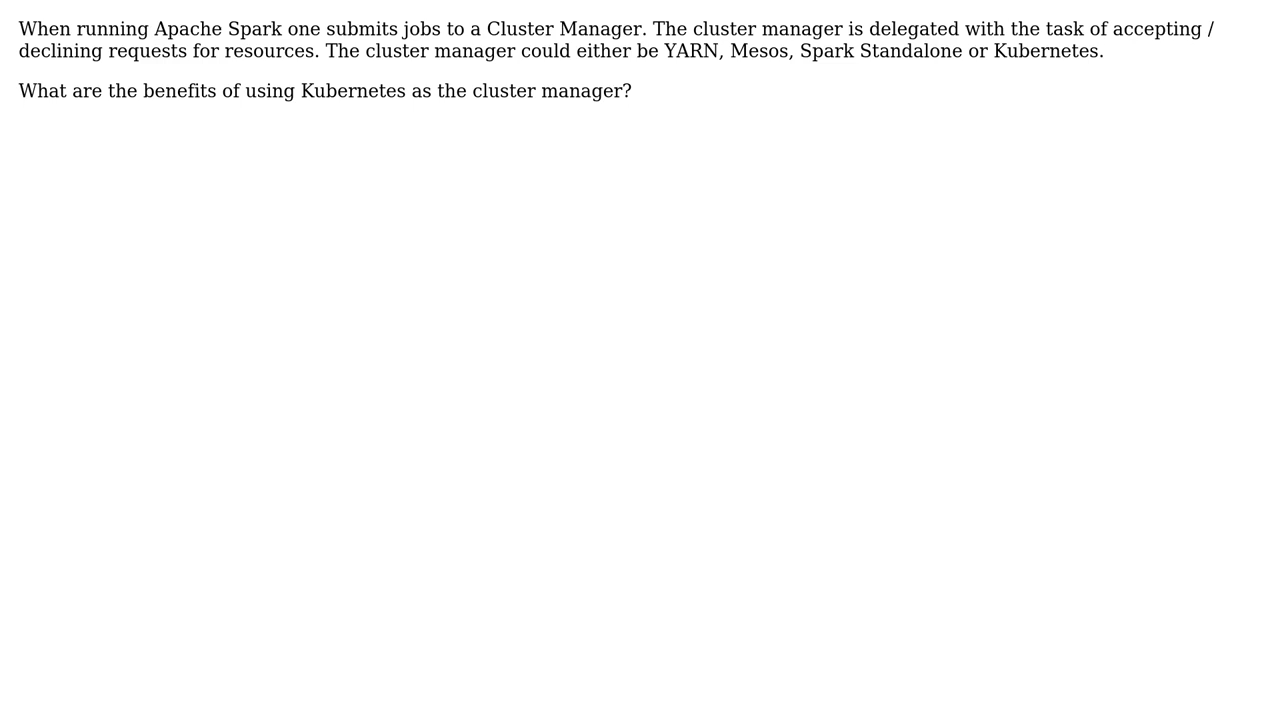 When running Apache Spark one submits jobs to a Cluster Manager. The cluster manager is delegated with the task of accepting /
declining requests for resources. The cluster manager could either be YARN, Mesos, Spark Standalone or Kubernetes.
What are the benefits of using Kubernetes as the cluster manager?